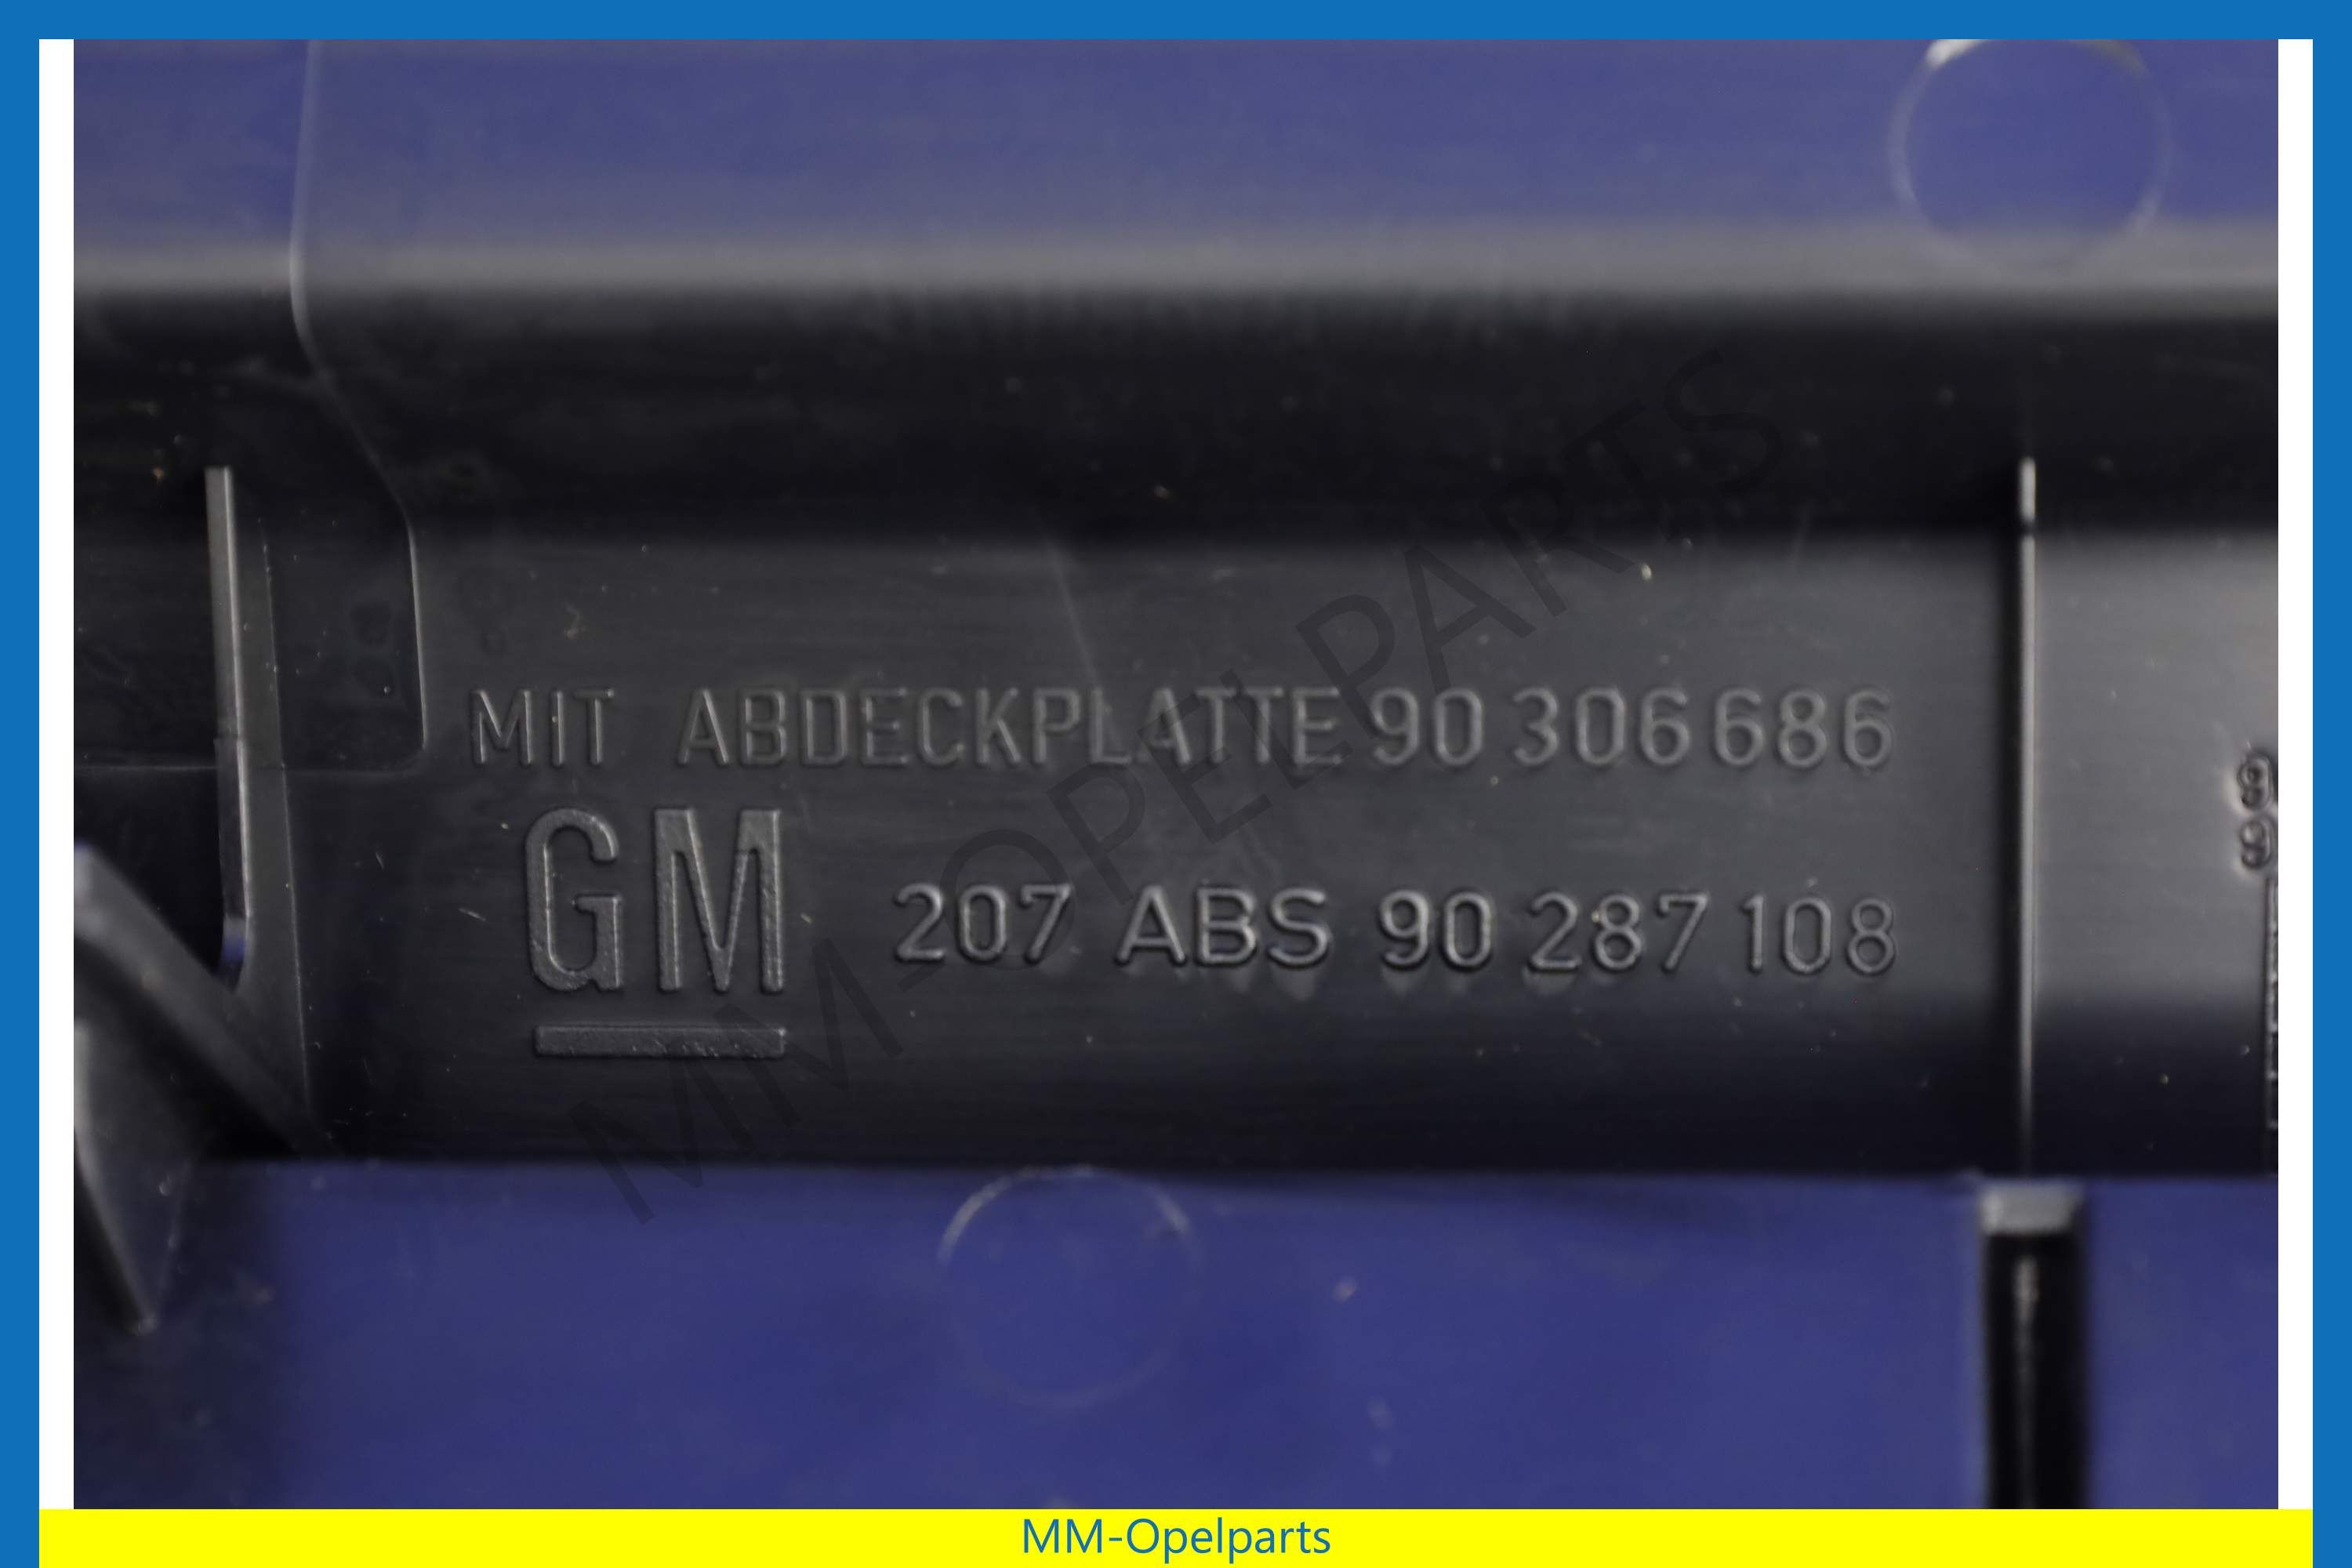 MIT ABDECKPLATTE 90 306 686
GM
207 ABS 90 287 108
MM-OPELPARTS
MM-Opelparts